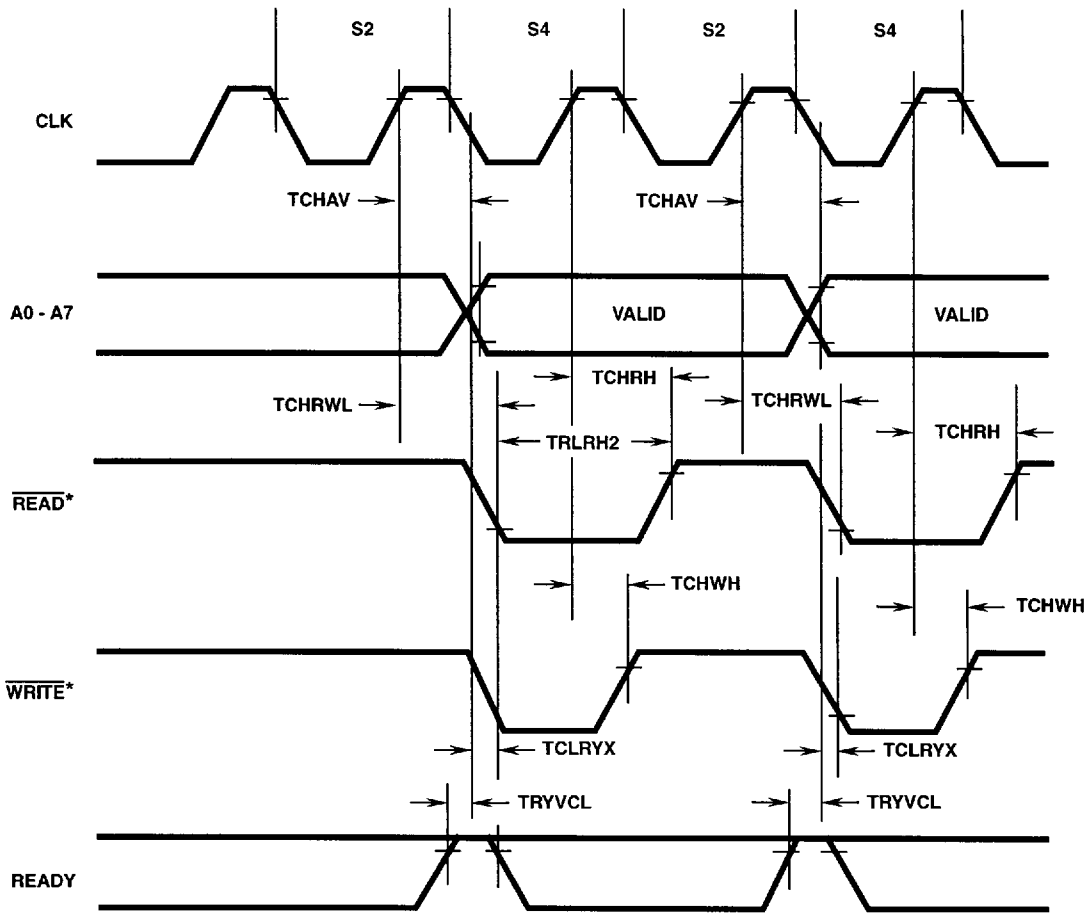 S2 S4 S2 S4
CLK
TCHAV TCHAV
A0 - A7 VALID VALID
TCHRH
TCHRWL TCHRWL
TCHRH
TRLRH2
READ*
TCHWH
TCHWH
WRITE*
TCLRYX TCLRYX
TRYVCL TRYVCL
READY